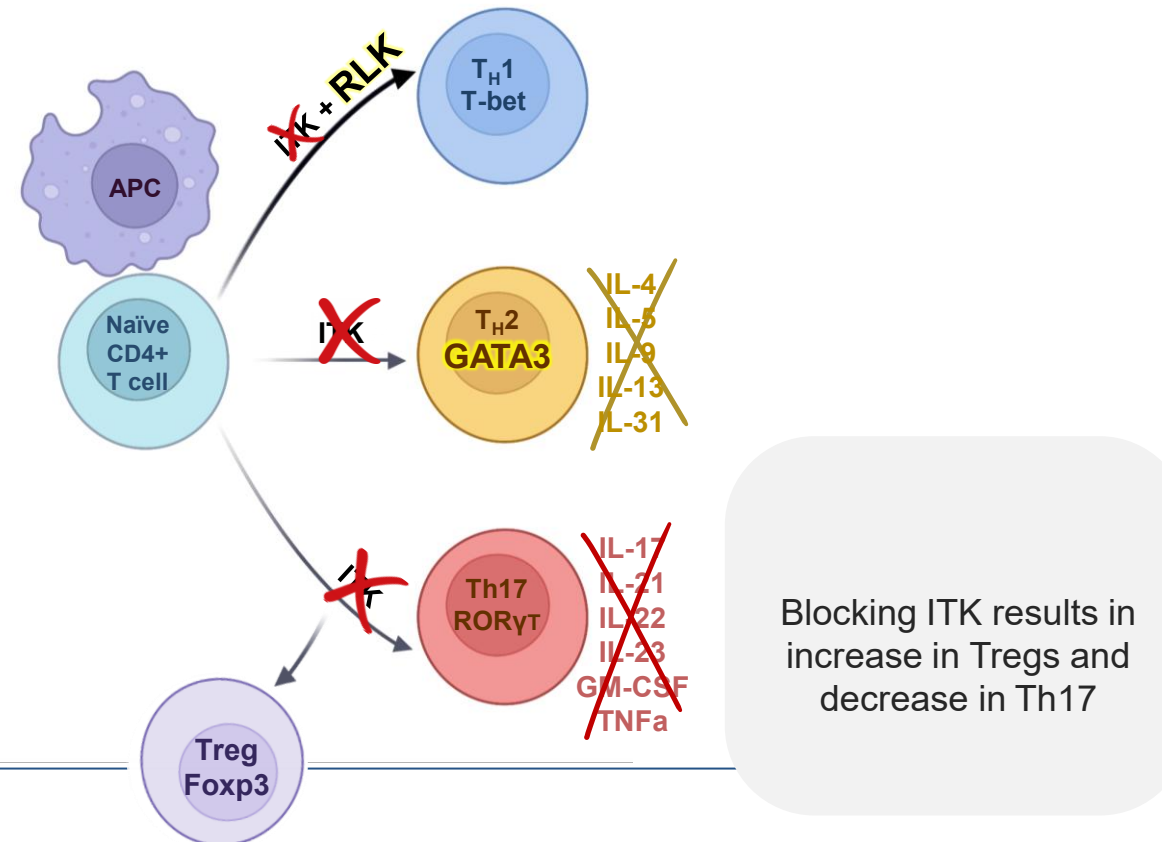 ITK + RLK
TH1
T-bet
APC
Naïve
CD4+
T cell
ITK
TH2
GATA3
IL-4
IL-5
IL-9
IL-13
IL-31
ITK
Th17
RORγT
IL-17
IL-21
IL-22
IL-23
GM-CSF
TNFa
Treg
Foxp3
Blocking ITK results in
increase in Tregs and
decrease in Th17